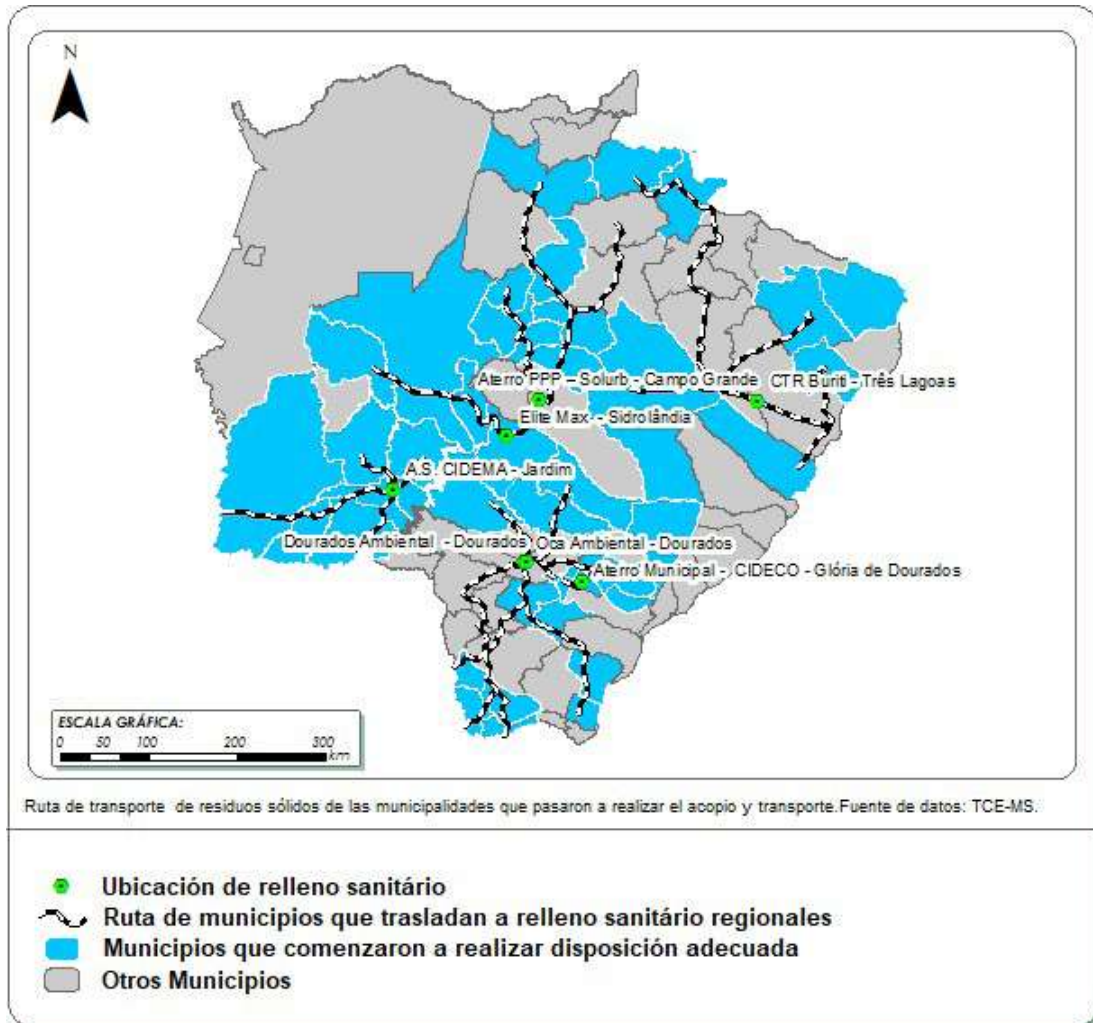 N
Aterro PPP – Solurb - Campo Grande
CTR Buriti - Três Lagoas
Elite Max - Sidrolândia
A.S. CIDEMA - Jardim
Dourados Ambiental - Dourados
Oca Ambiental - Dourados
Aterro Municipal - CIDECO - Glória de Dourados
ESCALA GRÁFICA:
0 50 100 200 300
km
Ruta de transporte de residuos sólidos de las municipalidades que pasaron a realizar el acopio y transporte.Fuente de datos: TCE-MS.
Ubicación de relleno sanitário
Ruta de municipios que trasladan a relleno sanitário regionales
Municipios que comenzaron a realizar disposición adecuada
Otros Municipios